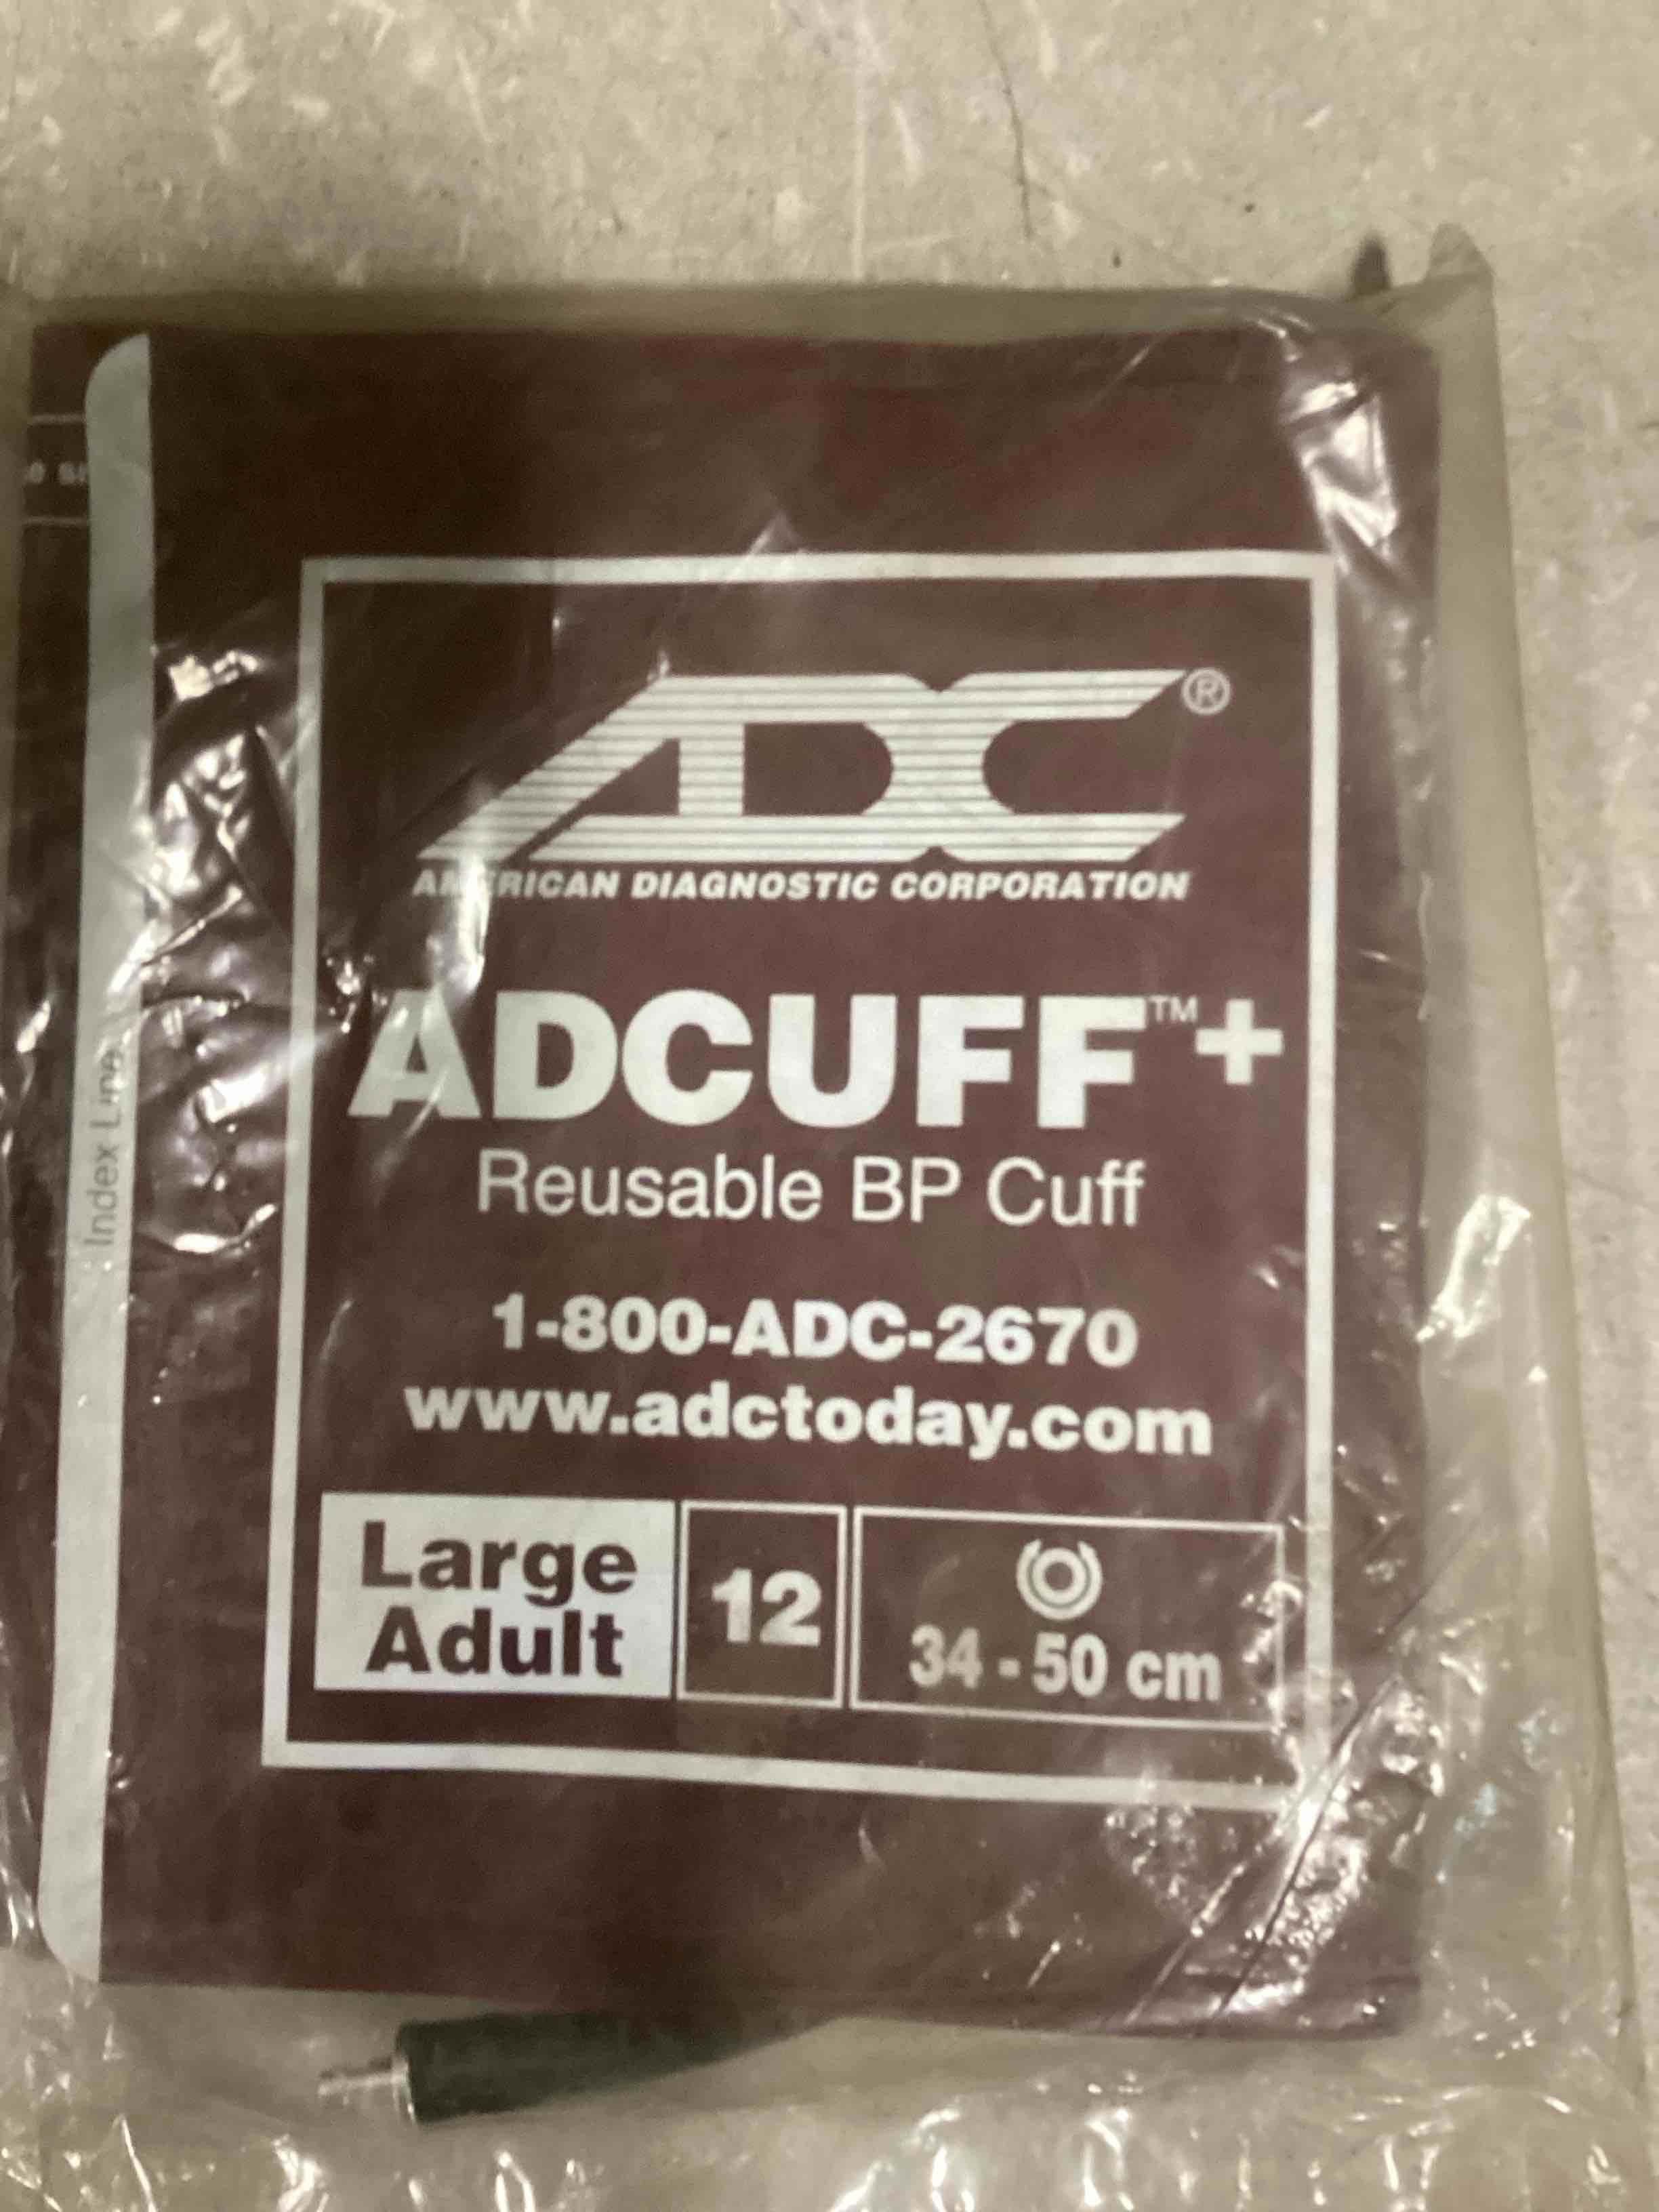 ADC®
AMERICAN DIAGNOSTIC CORPORATION
ADCUFF™+
Reusable BP Cuff
1-800-ADC-2670
www.adctoday.com
Large
Adult
12
34 - 50 cm
Index Line